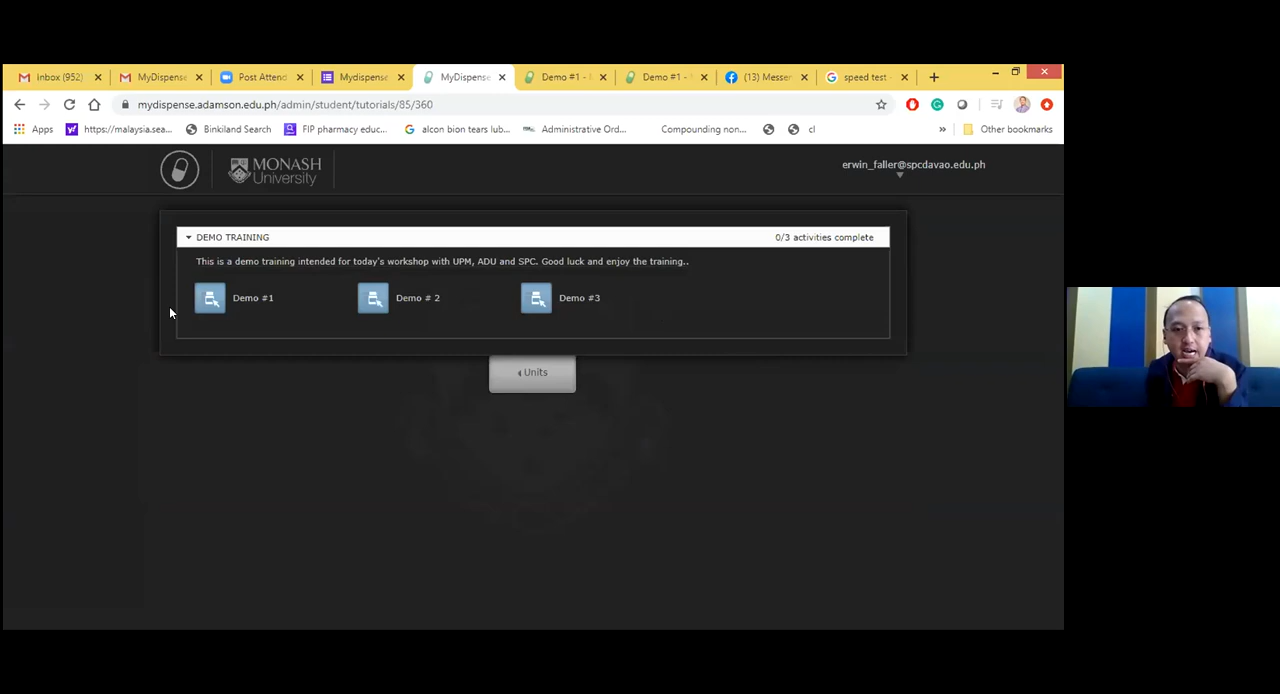 Inbox (952)
MyDispense
Post Attend
Mydispense
MyDispense
Demo #1 -
Demo #1 -
(13) Messen
speed test
mydispense.adamson.edu.ph/admin/student/tutorials/85/360
Apps
https://malaysia.sea...
Binkiland Search
FIP pharmacy educ...
alcon bion tears lub...
Administrative Ord...
Compounding non...
cl
»
Other bookmarks
MONASH
University
erwin_faller@spcdavao.edu.ph
DEMO TRAINING
0/3 activities complete
This is a demo training intended for today's workshop with UPM, ADU and SPC. Good luck and enjoy the training..
Demo #1
Demo # 2
Demo #3
Units